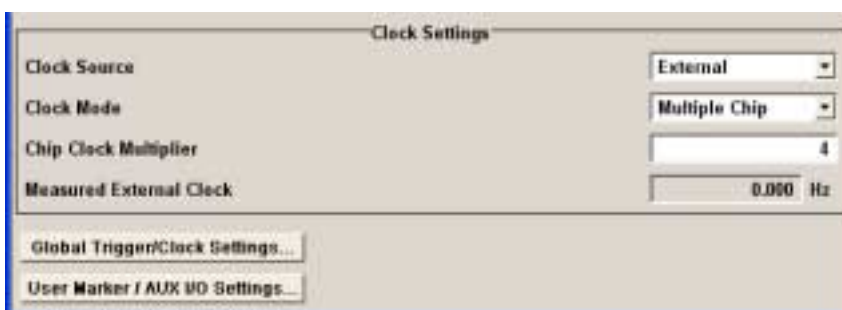 Clock Settings
Clock Source External
Clock Mode Multiple Chip
Chip Clock Multiplier 4
Measured External Clock 0.000 Hz
Global Trigger/Clock Settings...
User Marker / AUX I/O Settings...